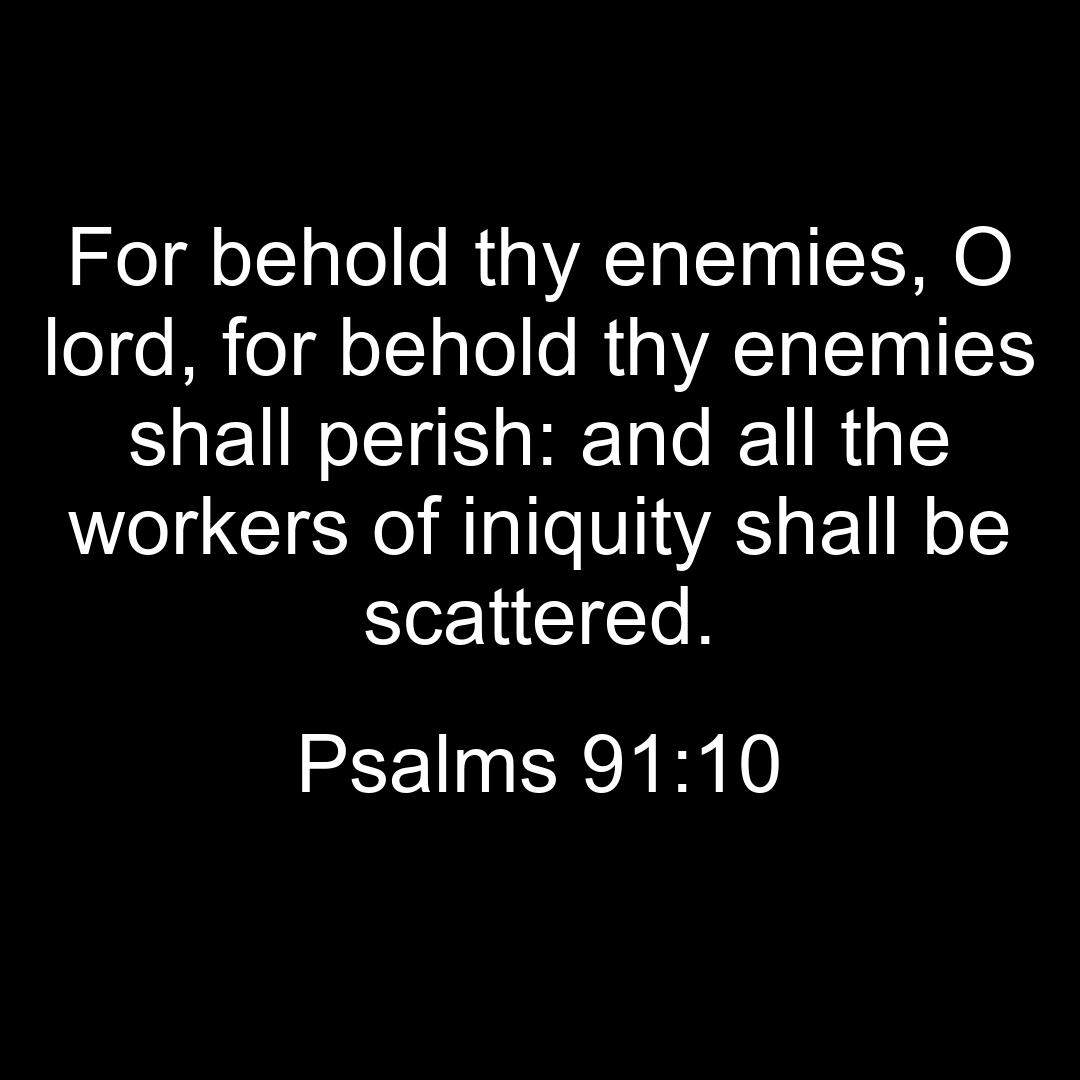 For behold thy enemies, O
lord, for behold thy enemies
shall perish: and all the
workers of iniquity shall be
scattered.
Psalms 91:10